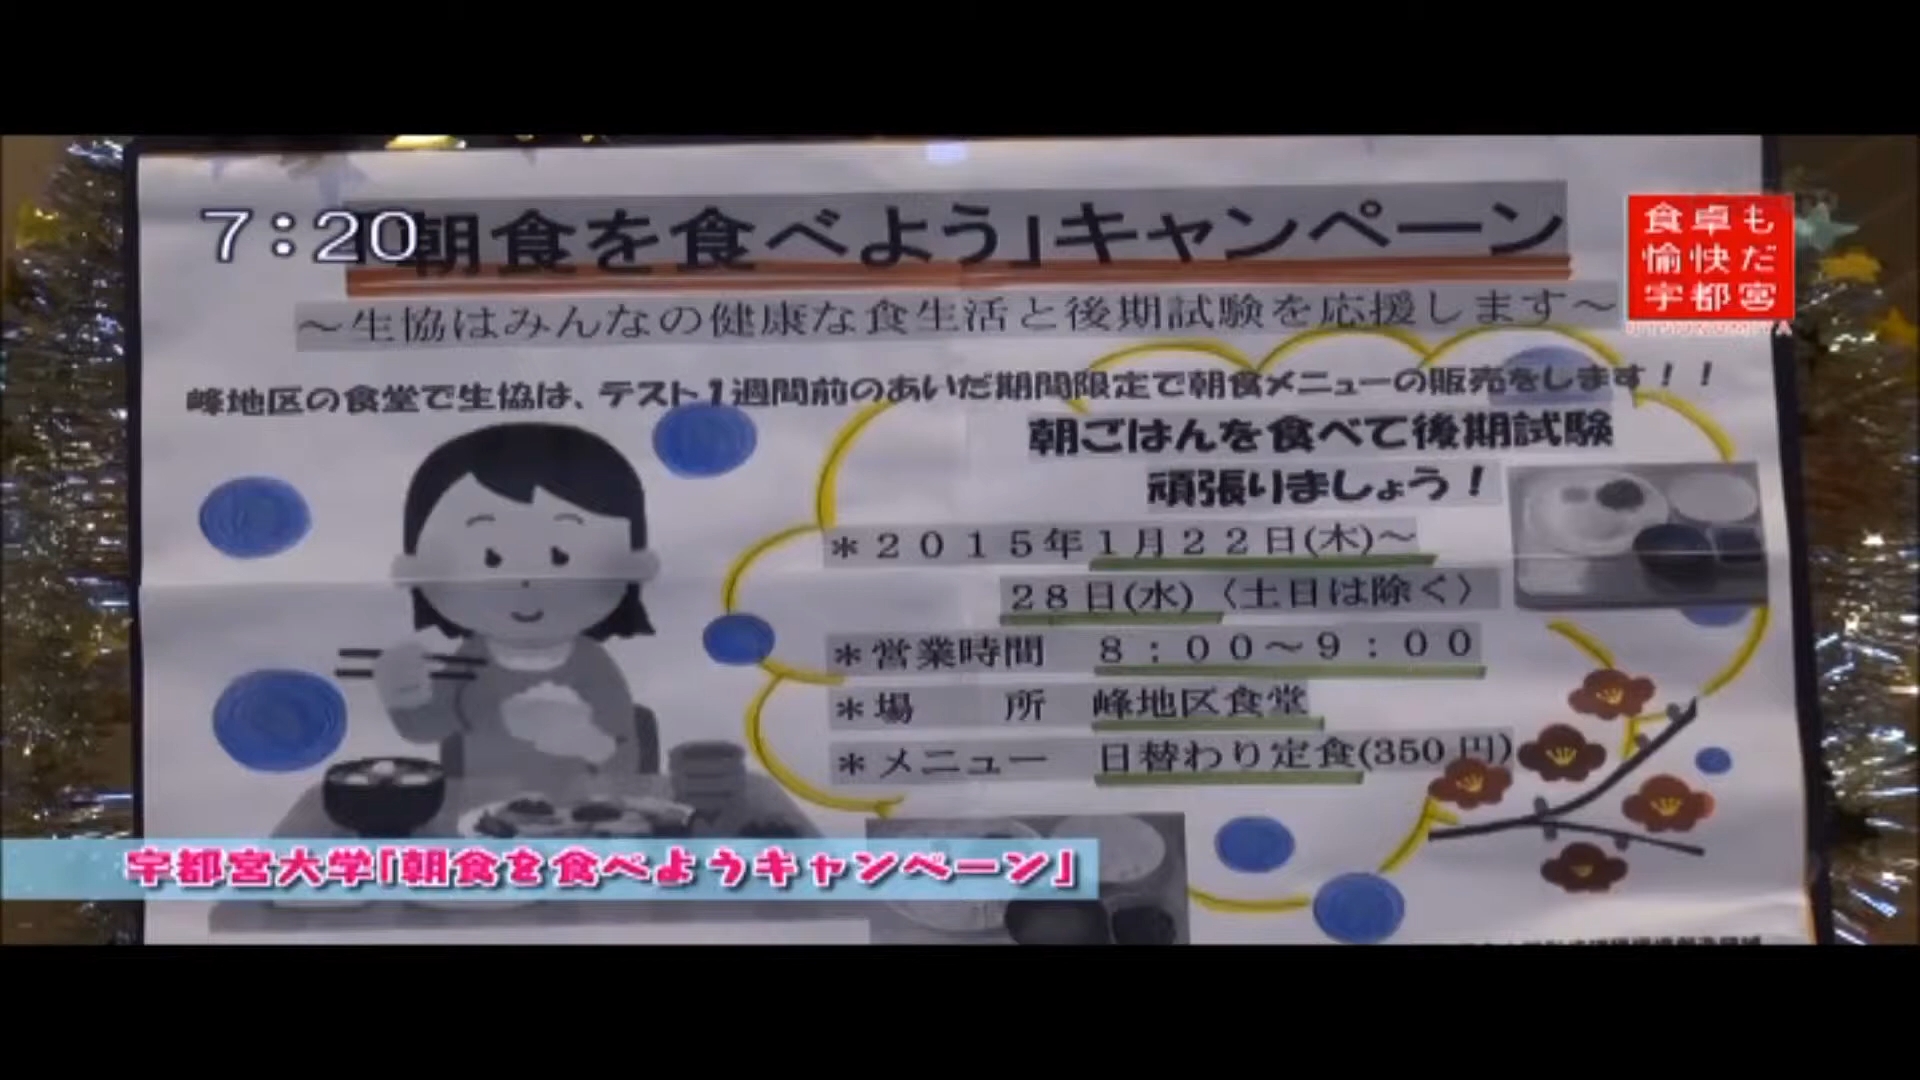 7:20
「朝食を食べよう」キャンペーン
食卓も
愉快だ
宇都宮
～生協はみんなの健康な食生活と後期試験を応援します～
峰地区の食堂で生協は、テスト1週間前のあいだ期間限定で朝食メニューの販売をします！！
朝ごはんを食べて後期試験
頑張りましょう！
＊２０１５年１月２２日(木)～
２８日(水)〈土日は除く〉
＊営業時間　８：００～９：００
＊場　　所　峰地区食堂
＊メニュー　日替わり定食(350円)
宇都宮大学「朝食を食べようキャンペーン」